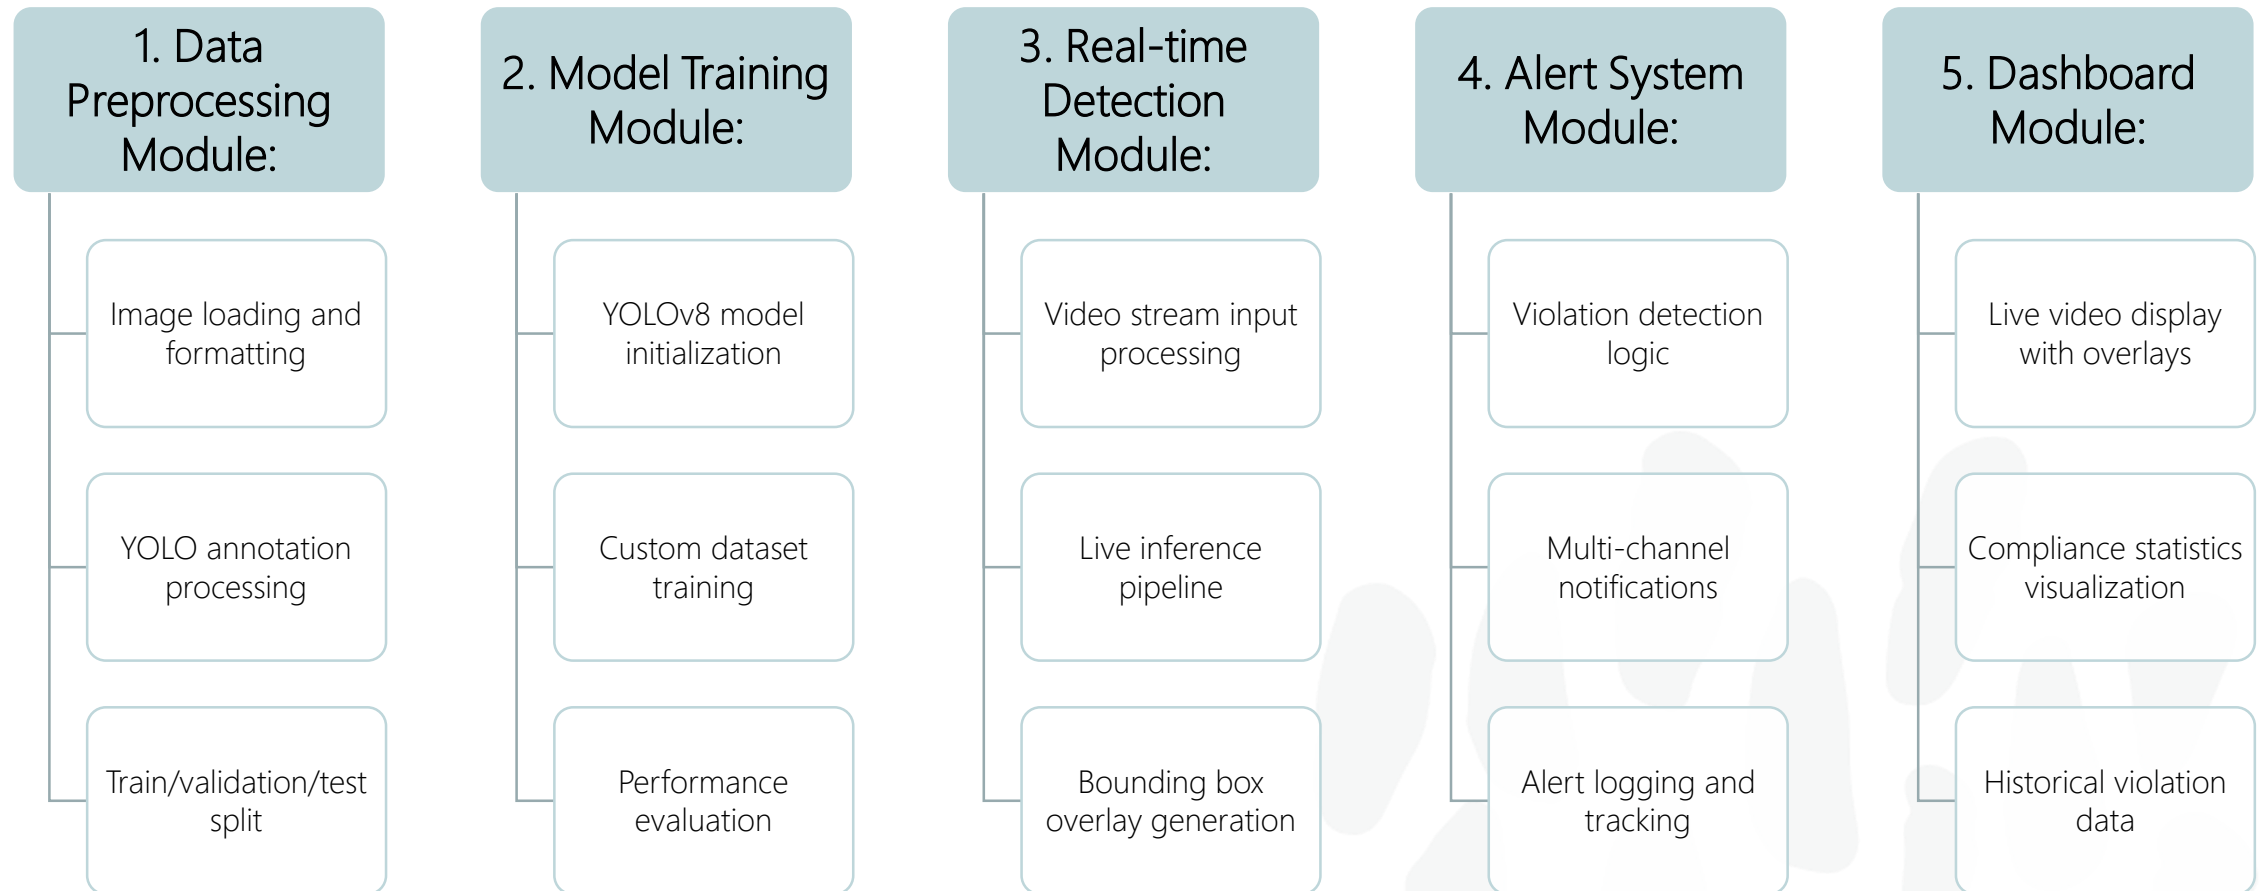 1. Data
Preprocessing
Module:
Image loading and
formatting
YOLO annotation
processing
Train/validation/test
split
2. Model Training
Module:
YOLOv8 model
initialization
Custom dataset
training
Performance
evaluation
3. Real-time
Detection
Module:
Video stream input
processing
Live inference
pipeline
Bounding box
overlay generation
4. Alert System
Module:
Violation detection
logic
Multi-channel
notifications
Alert logging and
tracking
5. Dashboard
Module:
Live video display
with overlays
Compliance statistics
visualization
Historical violation
data